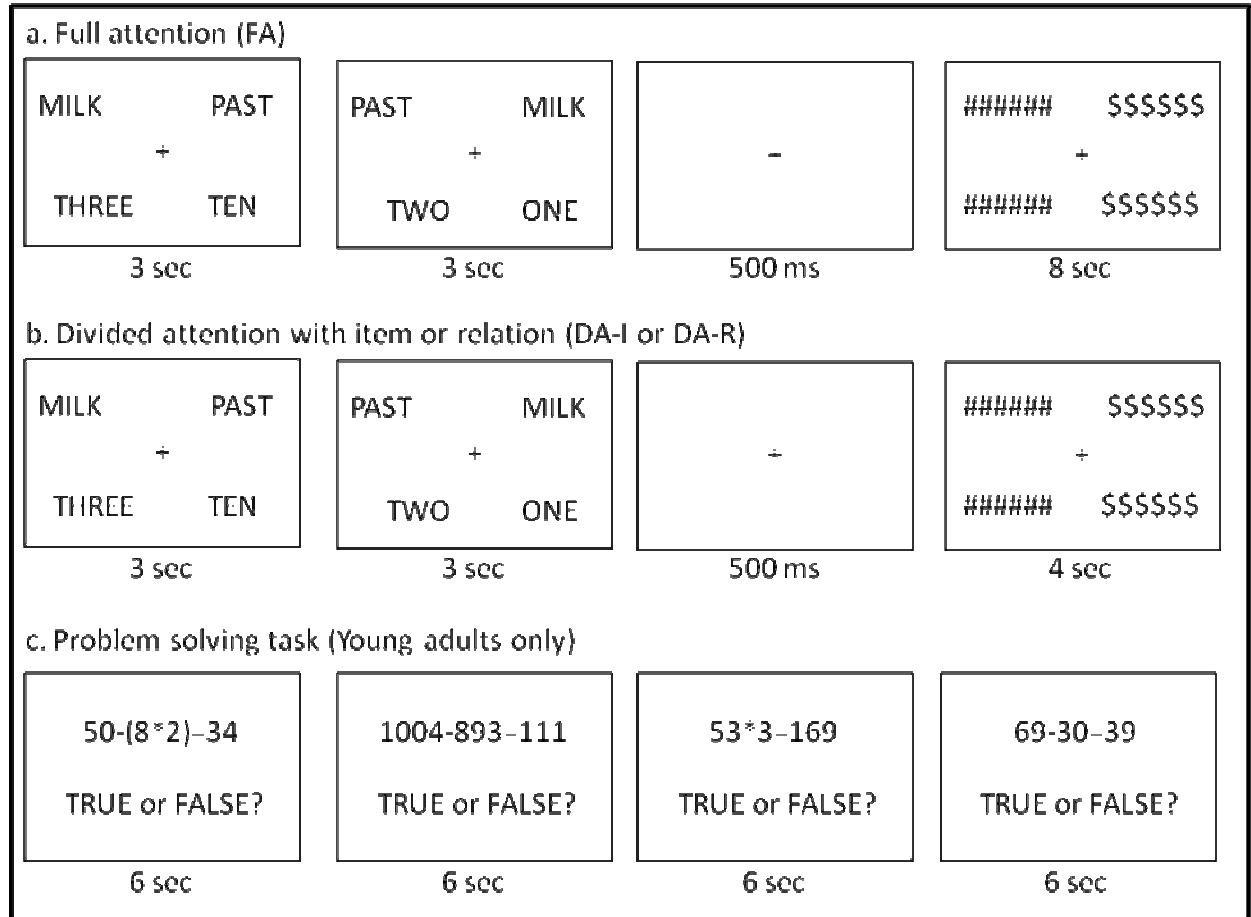 a. Full attention (FA)
MILK PAST PAST MILK ###### $$$$$$
+ + – +
THREE TEN TWO ONE ###### $$$$$$
3 sec 3 sec 500 ms 8 sec
b. Divided attention with item or relation (DA-I or DA-R)
MILK PAST PAST MILK ###### $$$$$$
+ + + +
THREE TEN TWO ONE ###### $$$$$$
3 sec 3 sec 500 ms 4 sec
c. Problem solving task (Young adults only)
50-(8*2)–34 1004-893–111 53*3–169 69-30–39
TRUE or FALSE? TRUE or FALSE? TRUE or FALSE? TRUE or FALSE?
6 sec 6 sec 6 sec 6 sec